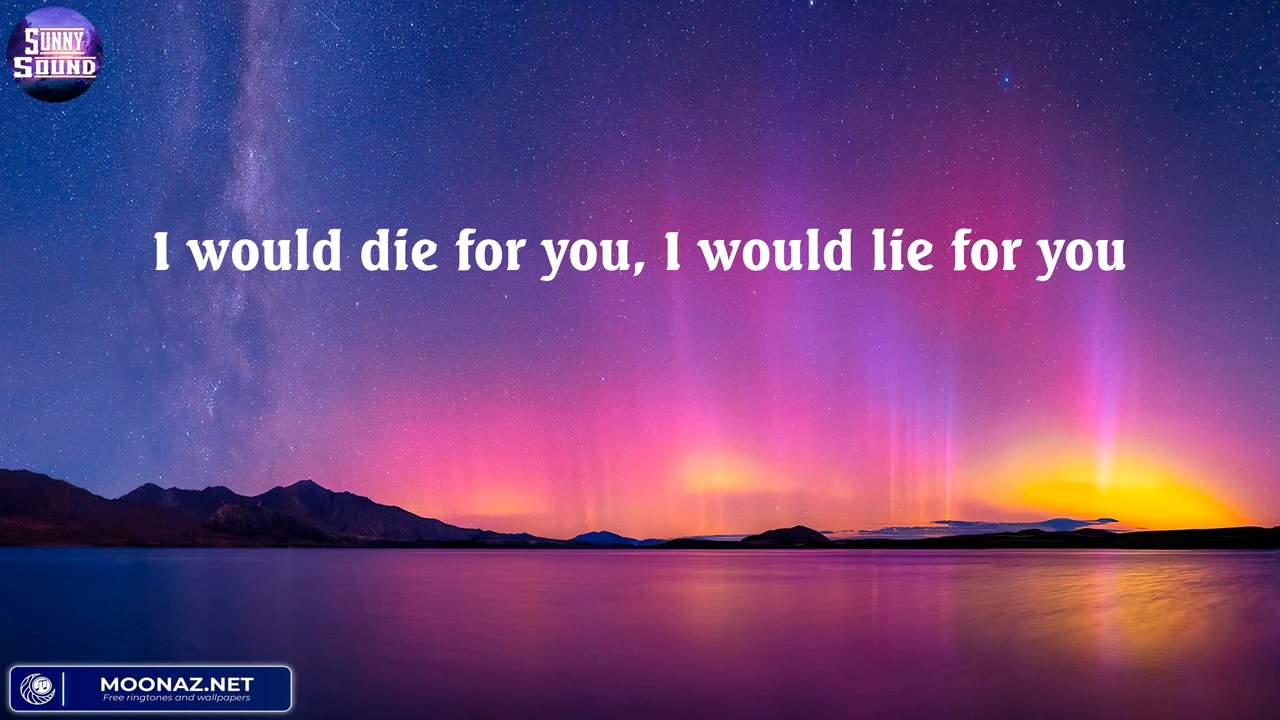 SUNNY
SOUND
I would die for you, I would lie for you
MOONAZ.NET
Free ringtones and wallpapers